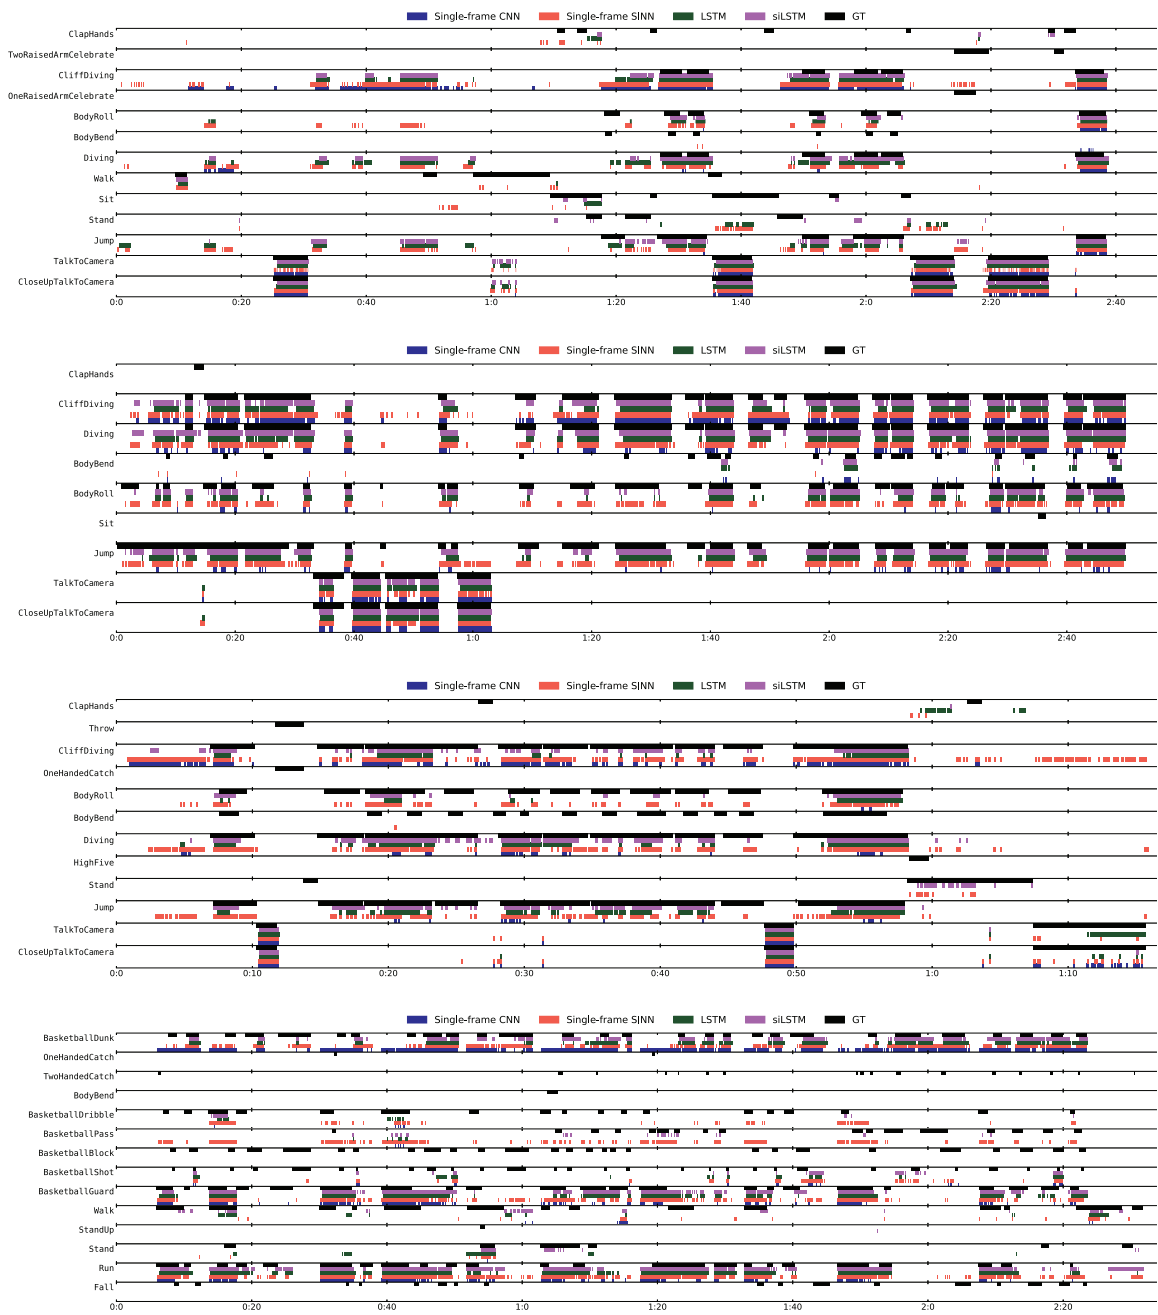 Single-frame CNN Single-frame SINN LSTM siLSTM GT
ClapHands
TwoRaisedArmCelebrate
CliffDiving
OneRaisedArmCelebrate
BodyRoll
BodyBend
Diving
Walk
Sit
Stand
Jump
TalkToCamera
CloseUpTalkToCamera
0:0 0:20 0:40 1:0 1:20 1:40 2:0 2:20 2:40
Single-frame CNN Single-frame SINN LSTM siLSTM GT
ClapHands
CliffDiving
Diving
BodyBend
BodyRoll
Sit
Jump
TalkToCamera
CloseUpTalkToCamera
0:0 0:20 0:40 1:0 1:20 1:40 2:0 2:20 2:40
Single-frame CNN Single-frame SINN LSTM siLSTM GT
ClapHands
Throw
CliffDiving
OneHandedCatch
BodyRoll
BodyBend
Diving
HighFive
Stand
Jump
TalkToCamera
CloseUpTalkToCamera
0:0 0:10 0:20 0:30 0:40 0:50 1:0 1:10
Single-frame CNN Single-frame SINN LSTM siLSTM GT
BasketballDunk
OneHandedCatch
TwoHandedCatch
BodyBend
BasketballDribble
BasketballPass
BasketballBlock
BasketballShot
BasketballGuard
Walk
StandUp
Stand
Run
Fall
0:0 0:20 0:40 1:0 1:20 1:40 2:0 2:20